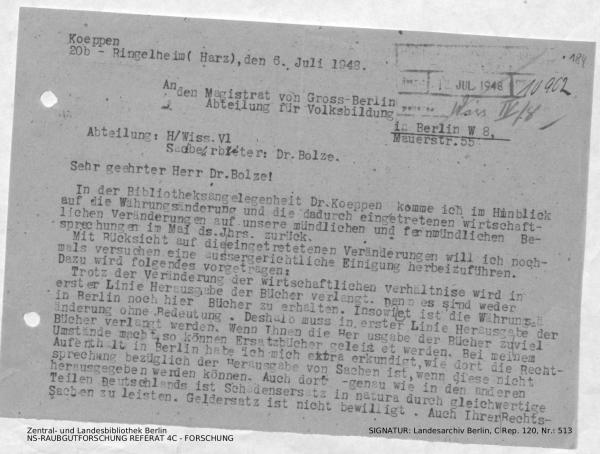 184
Koeppen
20b - Ringelheim( Harz),den 6. Juli 1948.
JUL 1948
10902
An
den Magistrat von Gross-Berlin
Abteilung für Volksbildung
in Berlin W 8,
Mauerstr.55
Abteilung: H/Wiss.Vl
Sachbearbeiter: Dr.Bolze.
Sehr geehrter Herr Dr.Bolze!
In der Bibliotheksangelegenheit Dr.Koeppen komme ich im Hinblick
auf die Währungsänderung und die dadurch eingetretenen wirtschaft-
lichen Veränderungen auf unsere mündlichen und fernmündlichen Be-
sprechungen im Mai ds.Jhrs. zurück.
Mit Rücksicht auf die eingetretetenen Veränderungen will ich noch-
mals versuchen eine aussergerichtliche Einigung herbeizuführen.
Dazu wird folgendes vorgetragen:
Trotz der Veränderung der wirtschaftlichen verhältnise wird in
erster Linie Herausgabe der Bücher verlangt. Denn es sind weder
in Berlin noch hier Bücher zu erhalten. Insoweit ist die Währungsä
änderung ohne Bedeutung . Deshalb muss in erster Linie Herausgabe der
Bücher verlangt werden. Wenn Ihnen die Her usgabe der Bücher zuviel
Umstände macht, so können Ersatzbücher geleistet werden. Bei meinem
Aufenthalt in Berlin habe ich mich extra erkundigt, wie dort die Recht-
sprechung bezüglich der Herausgabe von Sachen ist, wenn diese nicht
herausgegeben werden können. Auch dort -genau wie in den anderen
Teilen Deutschlands ist Schadensersatz in natura durch gleichwertige
Sachen zu leisten. Geldersatz ist nicht bewilligt . Auch Ihrer Rechts-
Zentral- und Landesbibliothek Berlin
NS-RAUBGUTFORSCHUNG REFERAT 4C - FORSCHUNG
SIGNATUR: Landesarchiv Berlin, C Rep. 120, Nr.: 513